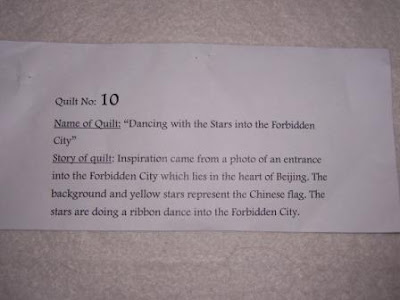 Quilt No: 10
Name of Quilt: “Dancing with the Stars into the Forbidden
City”
Story of quilt: Inspiration came from a photo of an entrance
into the Forbidden City which lies in the heart of Beijing. The
background and yellow stars represent the Chinese flag. The
stars are doing a ribbon dance into the Forbidden City.